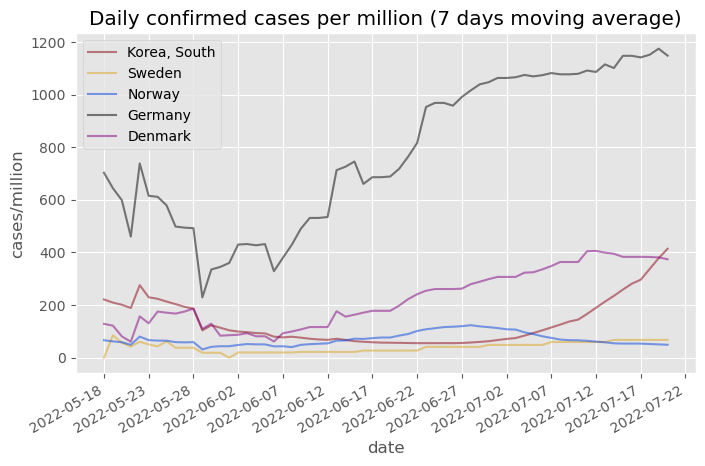 Daily confirmed cases per million (7 days moving average)
Korea, South
Sweden
Norway
Germany
Denmark
cases/million
1200
1000
800
600
400
200
0
2022-05-18
2022-05-23
2022-05-28
2022-06-02
2022-06-07
2022-06-12
2022-06-17
2022-06-22
2022-06-27
2022-07-02
2022-07-07
2022-07-12
2022-07-17
2022-07-22
date